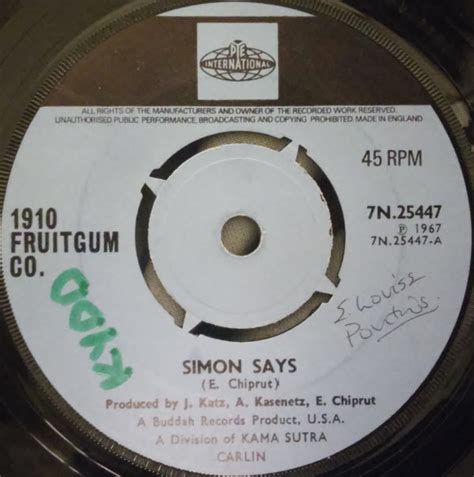 PYE
INTERNATIONAL
ALL RIGHTS OF THE MANUFACTURERS AND OWNER OF THE RECORDED WORK RESERVED.
UNAUTHORISED PUBLIC PERFORMANCE, BROADCASTING AND COPYING PROHIBITED. MADE IN ENGLAND
45 RPM
1910
FRUITGUM
CO.
7N.25447
Ⓟ 1967
7N.25447-A
KYDD
E. Louise
SIMON SAYS
(E. Chiprut)
Produced by J. Katz, A. Kasenetz, E. Chiprut
A Buddah Records Product, U.S.A.
A Division of KAMA SUTRA
CARLIN